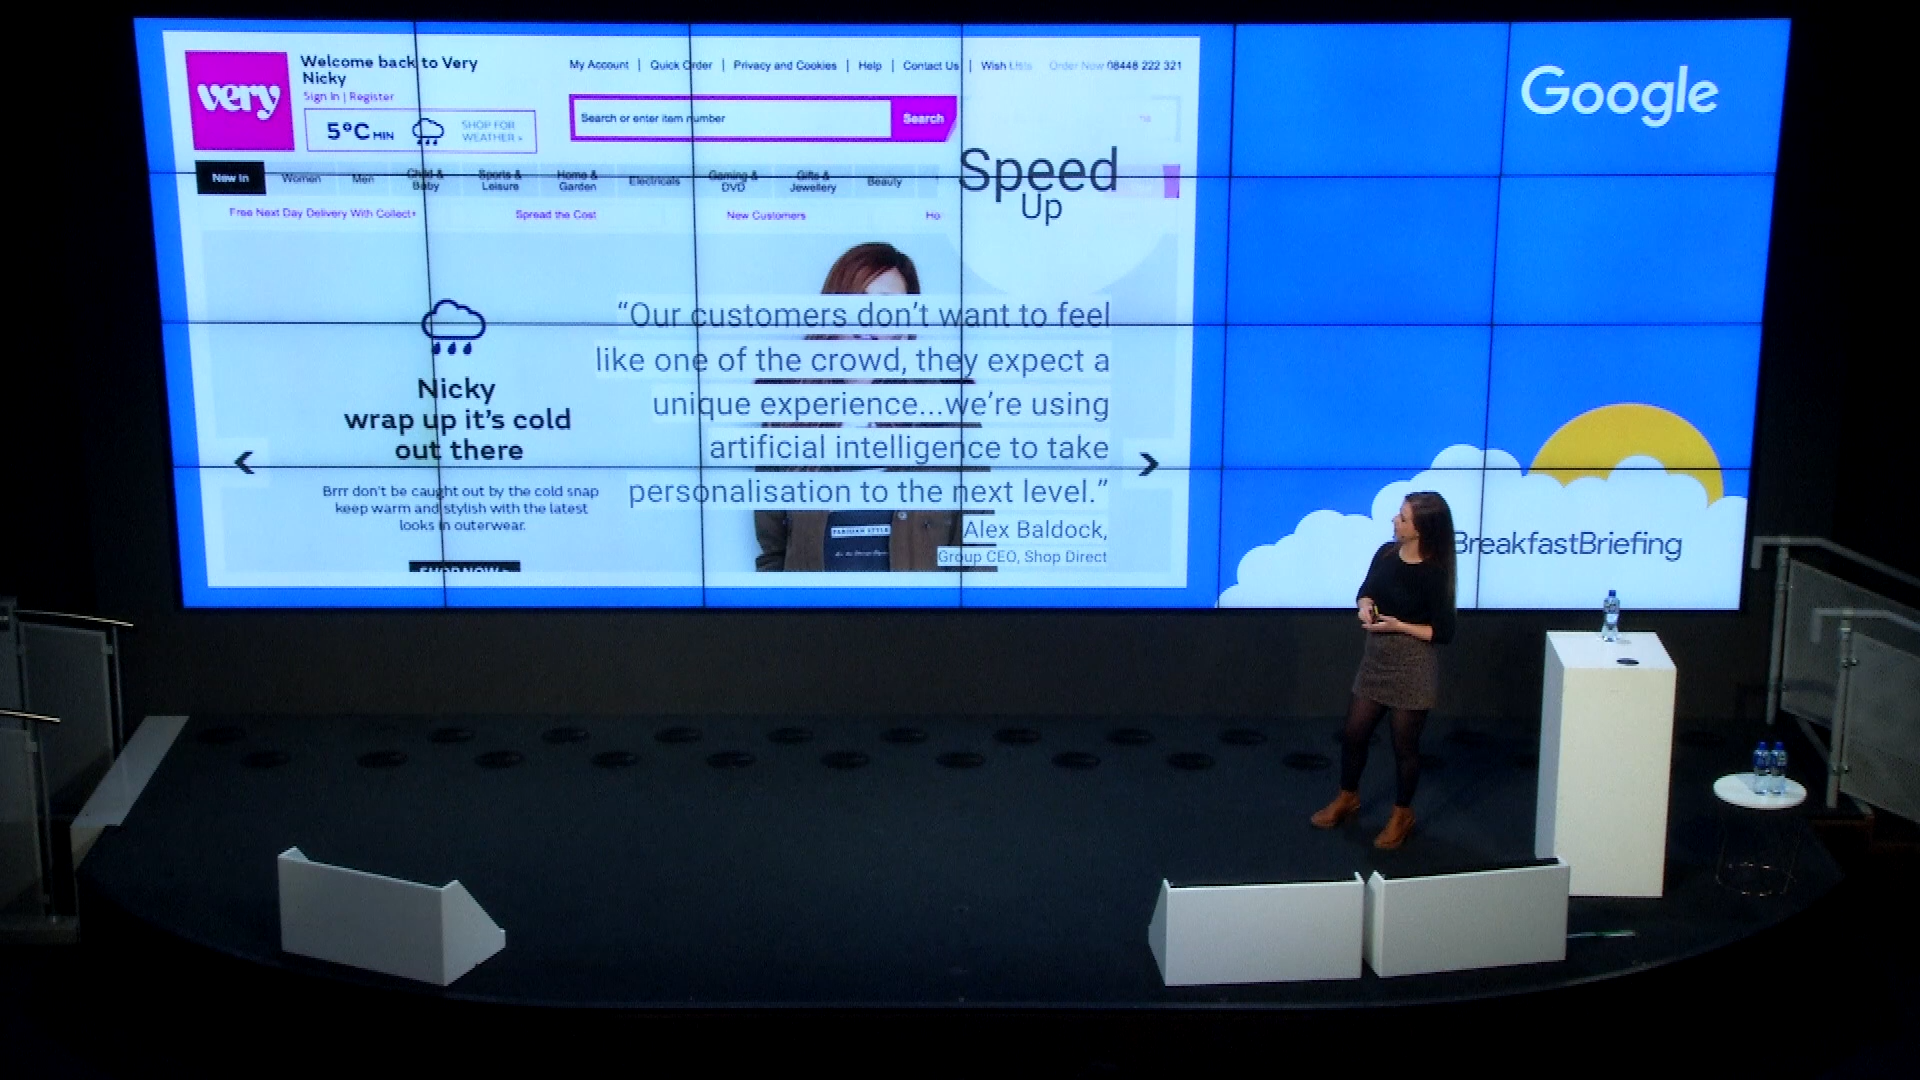 very
Welcome back to Very
Nicky
Sign In | Register
5°C MIN
SHOP FOR
WEATHER >
My Account | Quick Order | Privacy and Cookies | Help | Contact Us | Wish Lists Order Now 08448 222 321
Search or enter item number
Search
New In
Women
Men
Child &
Baby
Sports &
Leisure
Home &
Garden
Electricals
Gaming &
DVD
Gifts &
Jewellery
Beauty
Free Next Day Delivery With Collect+
Spread the Cost
New Customers
Ho
Speed
Up
Google
Nicky
wrap up it's cold
out there
Brrr don't be caught out by the cold snap
keep warm and stylish with the latest
looks in outerwear.
SHOP NOW >
“Our customers don't want to feel
like one of the crowd, they expect a
unique experience...we're using
artificial intelligence to take
personalisation to the next level.”
Alex Baldock,
Group CEO, Shop Direct
PARISIAN STYLE
BreakfastBriefing